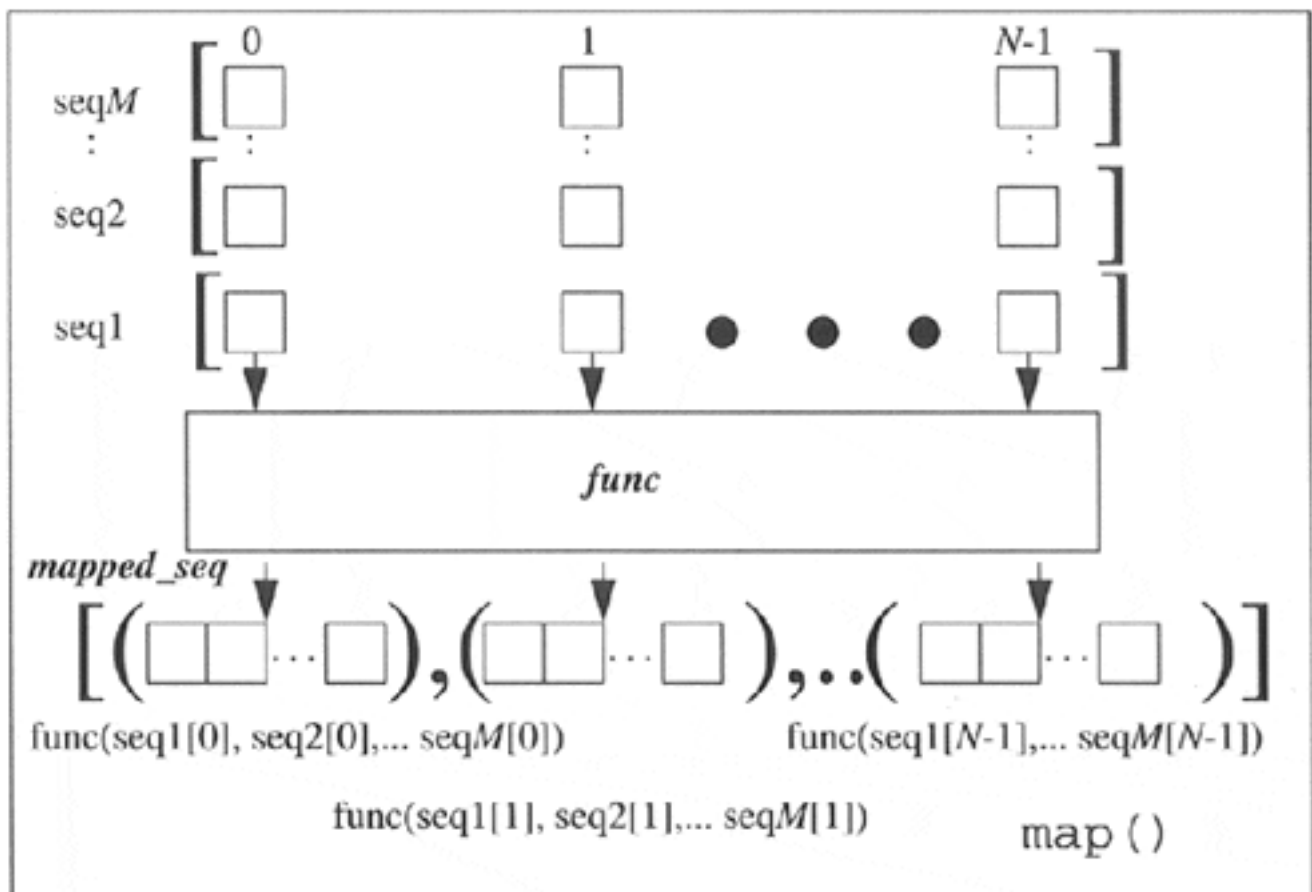 0 1 N-1
seqM
⋮
seq2
seq1
func
mapped_seq
[( ... ),( ... ),..( ... )]
func(seq1[0], seq2[0],... seqM[0]) func(seq1[N-1],... seqM[N-1])
func(seq1[1], seq2[1],... seqM[1])
map()